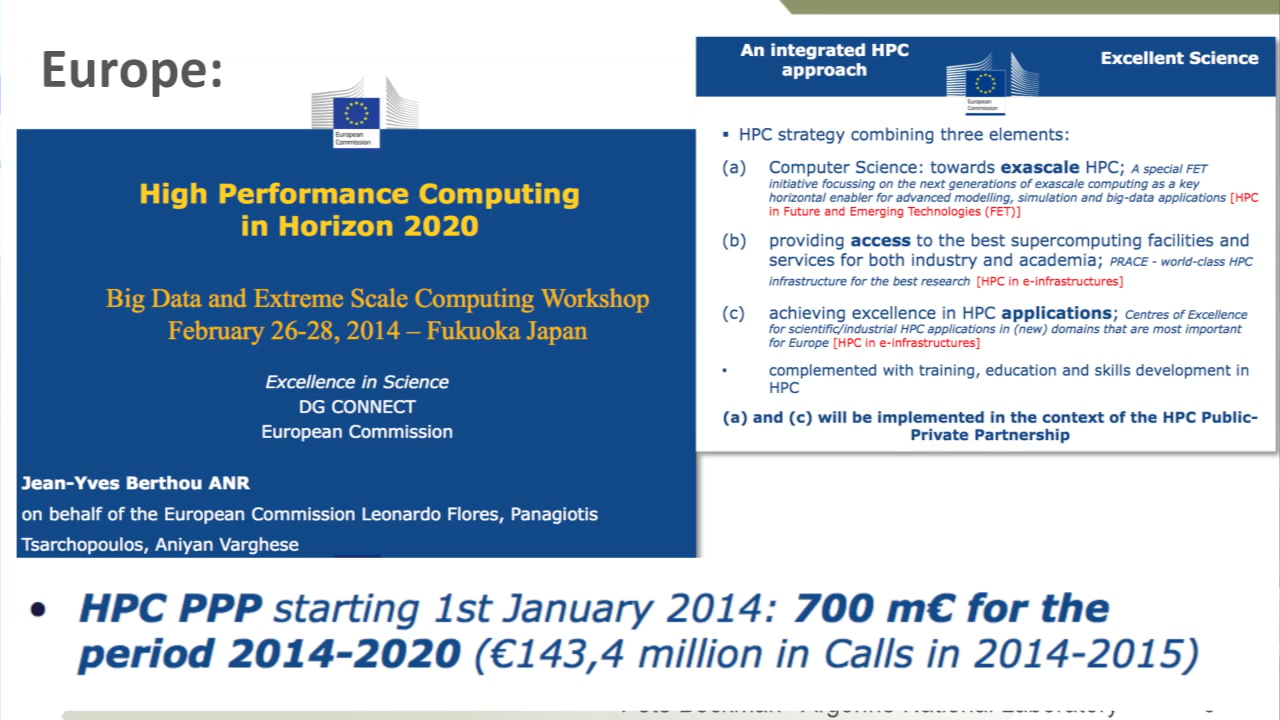 Europe:
European
Commission
High Performance Computing
in Horizon 2020
Big Data and Extreme Scale Computing Workshop
February 26-28, 2014 – Fukuoka Japan
Excellence in Science
DG CONNECT
European Commission
Jean-Yves Berthou ANR
on behalf of the European Commission Leonardo Flores, Panagiotis
Tsarchopoulos, Aniyan Varghese
An integrated HPC
approach
European
Commission
Excellent Science
▪ HPC strategy combining three elements:
(a) Computer Science: towards exascale HPC; A special FET
initiative focussing on the next generations of exascale computing as a key
horizontal enabler for advanced modelling, simulation and big-data applications [HPC
in Future and Emerging Technologies (FET)]
(b) providing access to the best supercomputing facilities and
services for both industry and academia; PRACE - world-class HPC
infrastructure for the best research [HPC in e-infrastructures]
(c) achieving excellence in HPC applications; Centres of Excellence
for scientific/industrial HPC applications in (new) domains that are most important
for Europe [HPC in e-infrastructures]
• complemented with training, education and skills development in
HPC
(a) and (c) will be implemented in the context of the HPC Public-
Private Partnership
• HPC PPP starting 1st January 2014: 700 m€ for the
period 2014-2020 (€143,4 million in Calls in 2014-2015)
Pete Beckman Argonne National Laboratory